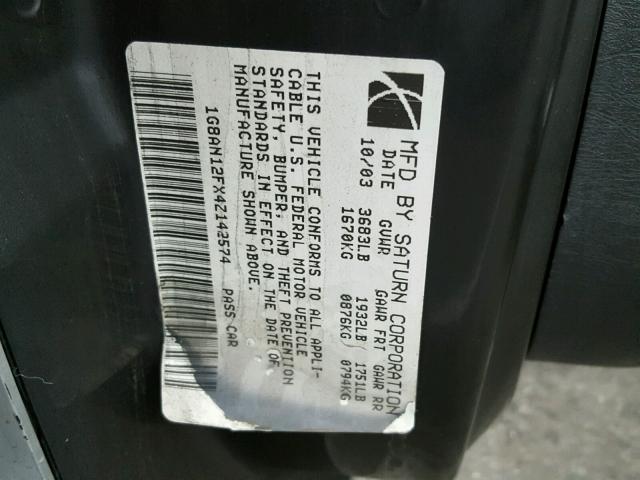 MFD BY SATURN CORPORATION
DATE GVWR GAWR FRT GAWR RR
10/03 3683LB 1932LB 1751LB
1670KG 0876KG 0794KG
THIS VEHICLE CONFORMS TO ALL APPLI-
CABLE U.S. FEDERAL MOTOR VEHICLE
SAFETY, BUMPER, AND THEFT PREVENTION
STANDARDS IN EFFECT ON THE DATE OF
MANUFACTURE SHOWN ABOVE.
1G8AN12FX4Z142574 PASS CAR